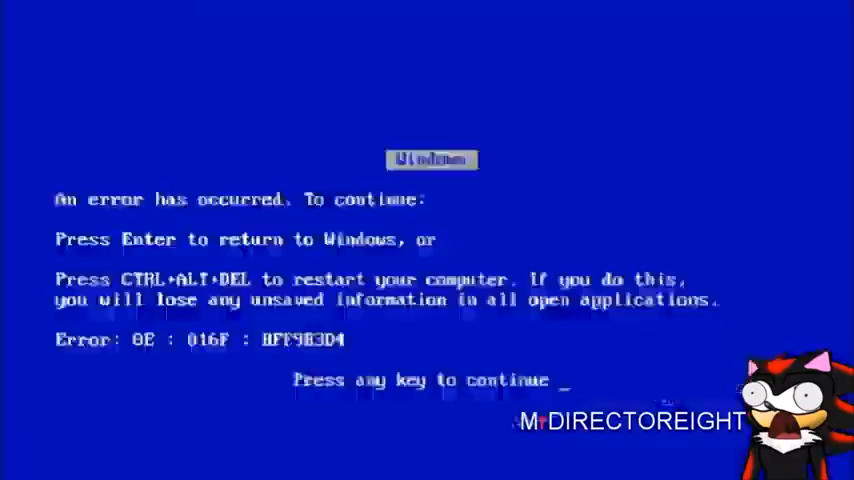 Windows
An error has occurred. To continue:
Press Enter to return to Windows, or
Press CTRL+ALT+DEL to restart your computer. If you do this,
you will lose any unsaved information in all open applications.
Error: 0E : 016F : BFF9B3D4
Press any key to continue _
MrDIRECTOREIGHT